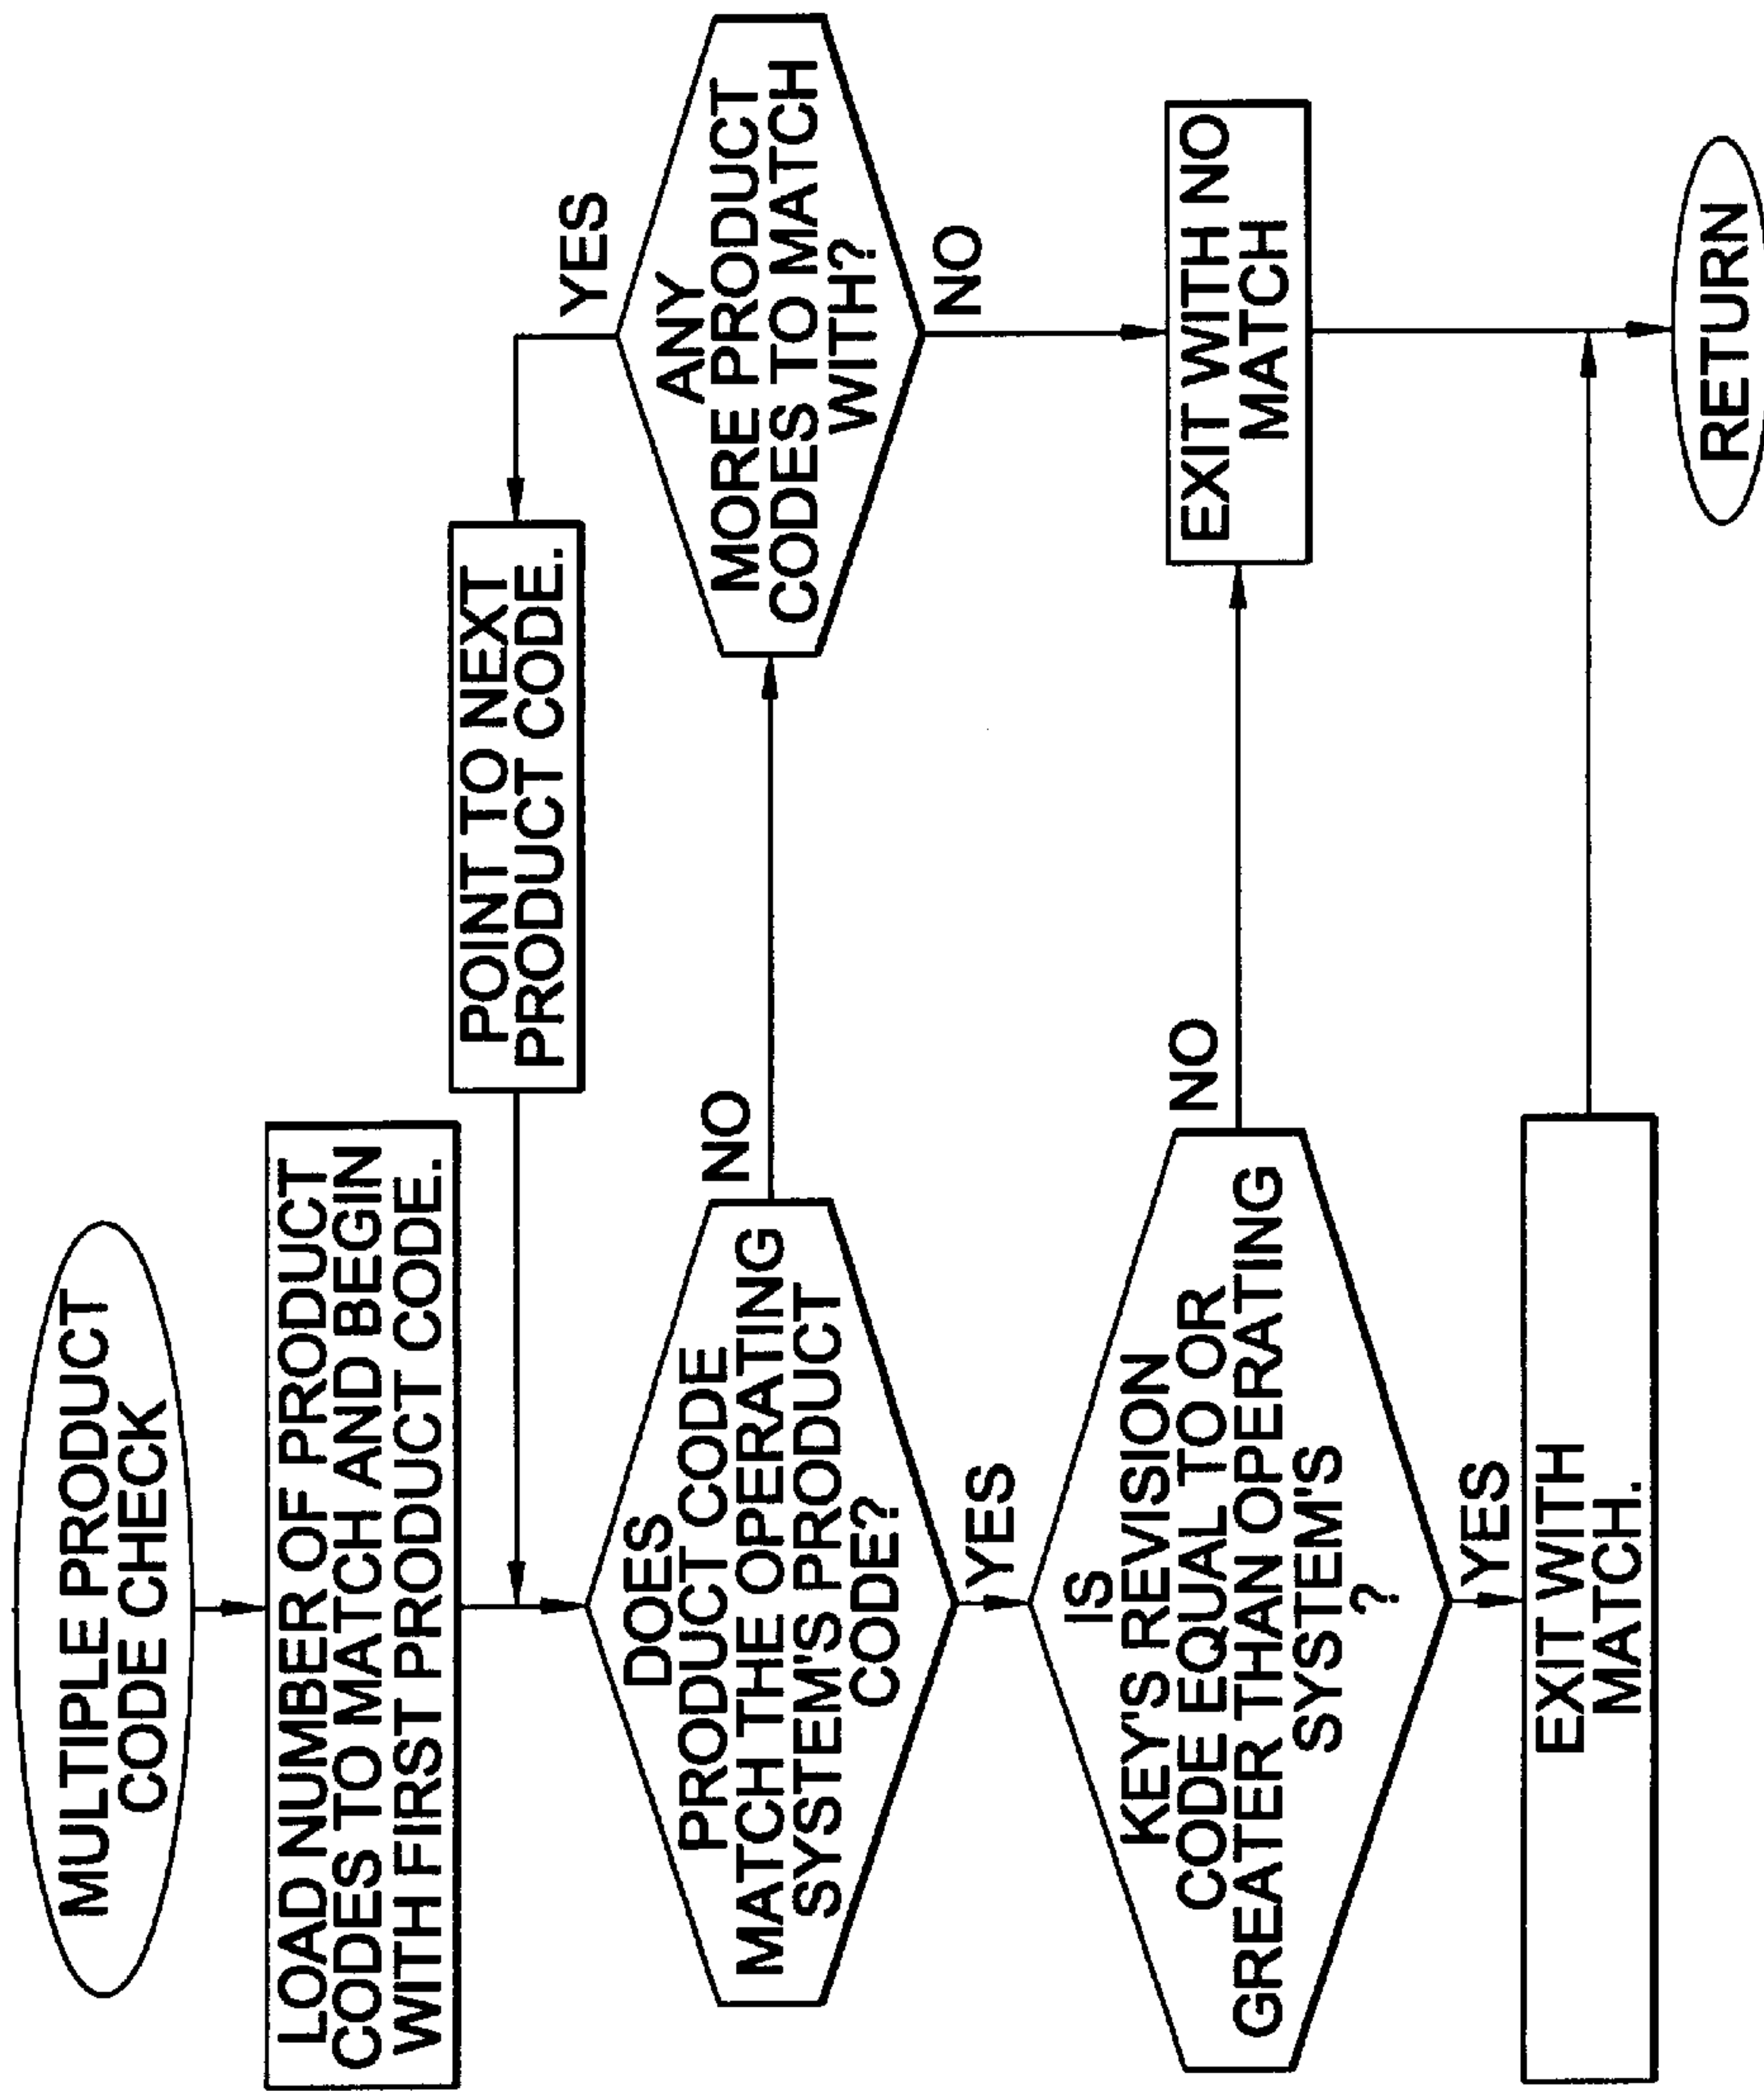 MULTIPLE PRODUCT
CODE CHECK
LOAD NUMBER OF PRODUCT
CODES TO MATCH AND BEGIN
WITH FIRST PRODUCT CODE.
POINT TO NEXT
PRODUCT CODE.
YES
DOES
PRODUCT CODE
MATCH THE OPERATING
SYSTEM'S PRODUCT
CODE?
NO
ANY
MORE PRODUCT
CODES TO MATCH
WITH?
YES
NO
IS
KEY'S REVISION
CODE EQUAL TO OR
GREATER THAN OPERATING
SYSTEM'S
?
NO
EXIT WITH NO
MATCH
YES
EXIT WITH
MATCH.
RETURN